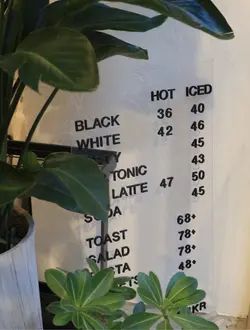 HOT ICED
BLACK 36 40
WHITE 42 46
45
TONIC 43
LATTE 47 50
45
TOAST 68+
SALAD 78+
78+
48+
KR